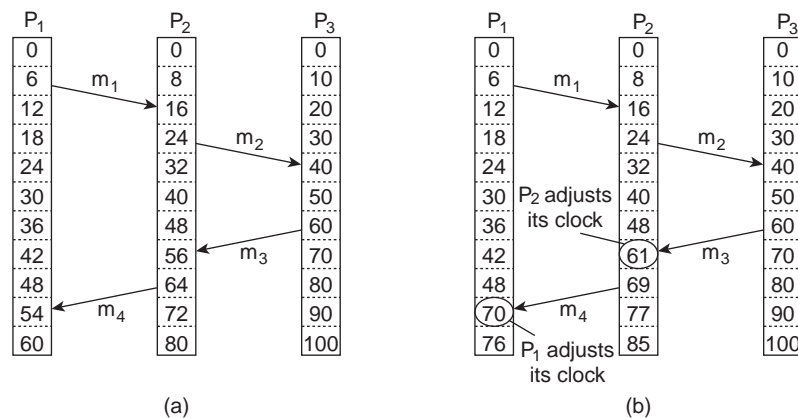 P1 P2 P3
0 0 0
6 8 10
12 16 20
18 24 30
24 32 40
30 40 50
36 48 60
42 56 70
48 64 80
54 72 90
60 80 100
m1
m2
m3
m4
(a)
P1 P2 P3
0 0 0
6 8 10
12 16 20
18 24 30
24 32 40
30 40 50
36 48 60
42 61 70
48 69 80
70 77 90
76 85 100
m1
m2
P2 adjusts
its clock
m3
m4
P1 adjusts
its clock
(b)